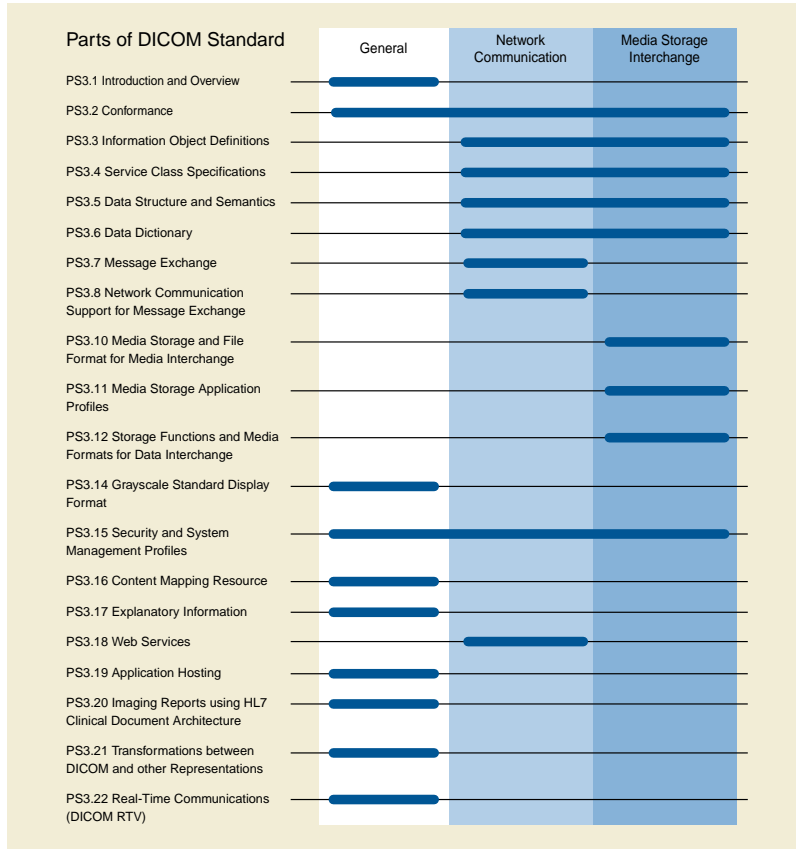 Parts of DICOM Standard
General
Network
Communication
Media Storage
Interchange
PS3.1 Introduction and Overview
PS3.2 Conformance
PS3.3 Information Object Definitions
PS3.4 Service Class Specifications
PS3.5 Data Structure and Semantics
PS3.6 Data Dictionary
PS3.7 Message Exchange
PS3.8 Network Communication
Support for Message Exchange
PS3.10 Media Storage and File
Format for Media Interchange
PS3.11 Media Storage Application
Profiles
PS3.12 Storage Functions and Media
Formats for Data Interchange
PS3.14 Grayscale Standard Display
Format
PS3.15 Security and System
Management Profiles
PS3.16 Content Mapping Resource
PS3.17 Explanatory Information
PS3.18 Web Services
PS3.19 Application Hosting
PS3.20 Imaging Reports using HL7
Clinical Document Architecture
PS3.21 Transformations between
DICOM and other Representations
PS3.22 Real-Time Communications
(DICOM RTV)